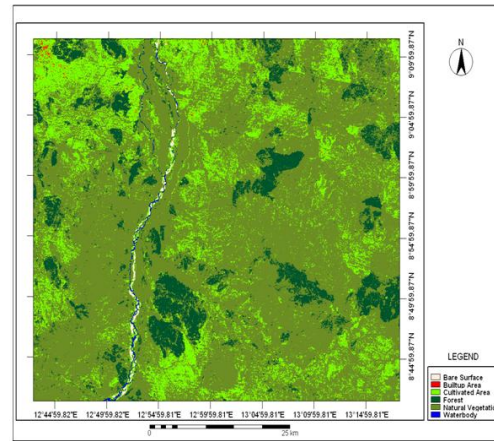 N
9°09'59.87"N
9°04'59.87"N
8°59'59.87"N
8°54'59.87"N
8°49'59.87"N
8°44'59.87"N
LEGEND
Bare Surface
Builtup Area
Cultivated Area
Forest
Natural Vegetatio
Waterbody
12°44'59.82"E 12°49'59.82"E 12°54'59.81"E 12°59'59.81"E 13°04'59.81"E 13°09'59.81"E 13°14'59.81"E
0 25 km